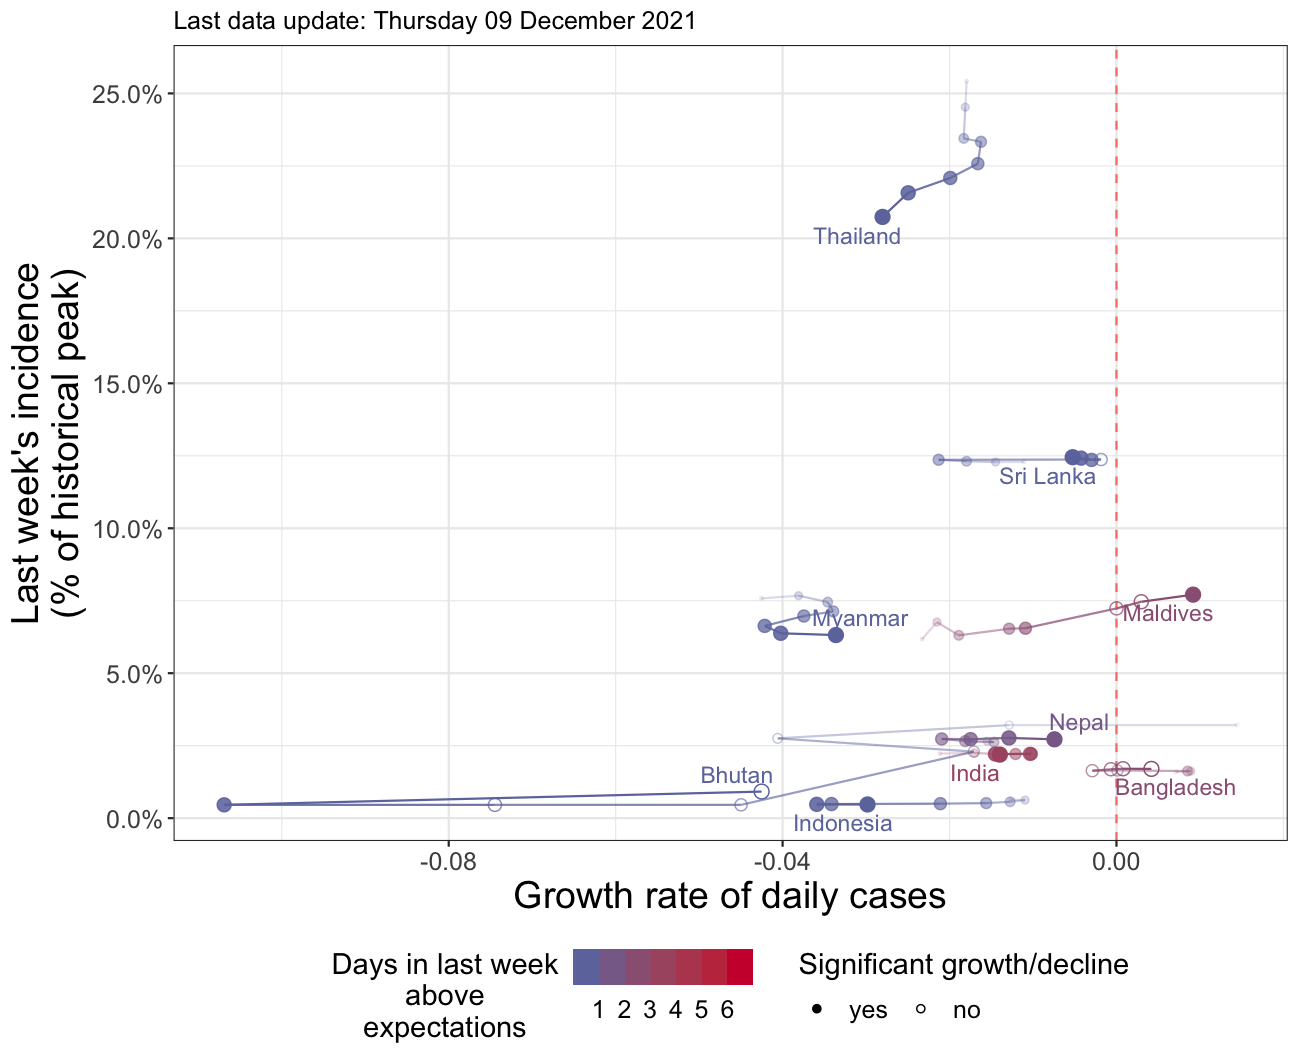 Last data update: Thursday 09 December 2021
Last week's incidence
(% of historical peak)
25.0%
20.0%
15.0%
10.0%
5.0%
0.0%
Thailand
Sri Lanka
Myanmar
Maldives
Nepal
India
Bhutan
Bangladesh
Indonesia
-0.08 -0.04 0.00
Growth rate of daily cases
Days in last week
above
expectations
1 2 3 4 5 6
Significant growth/decline
yes no